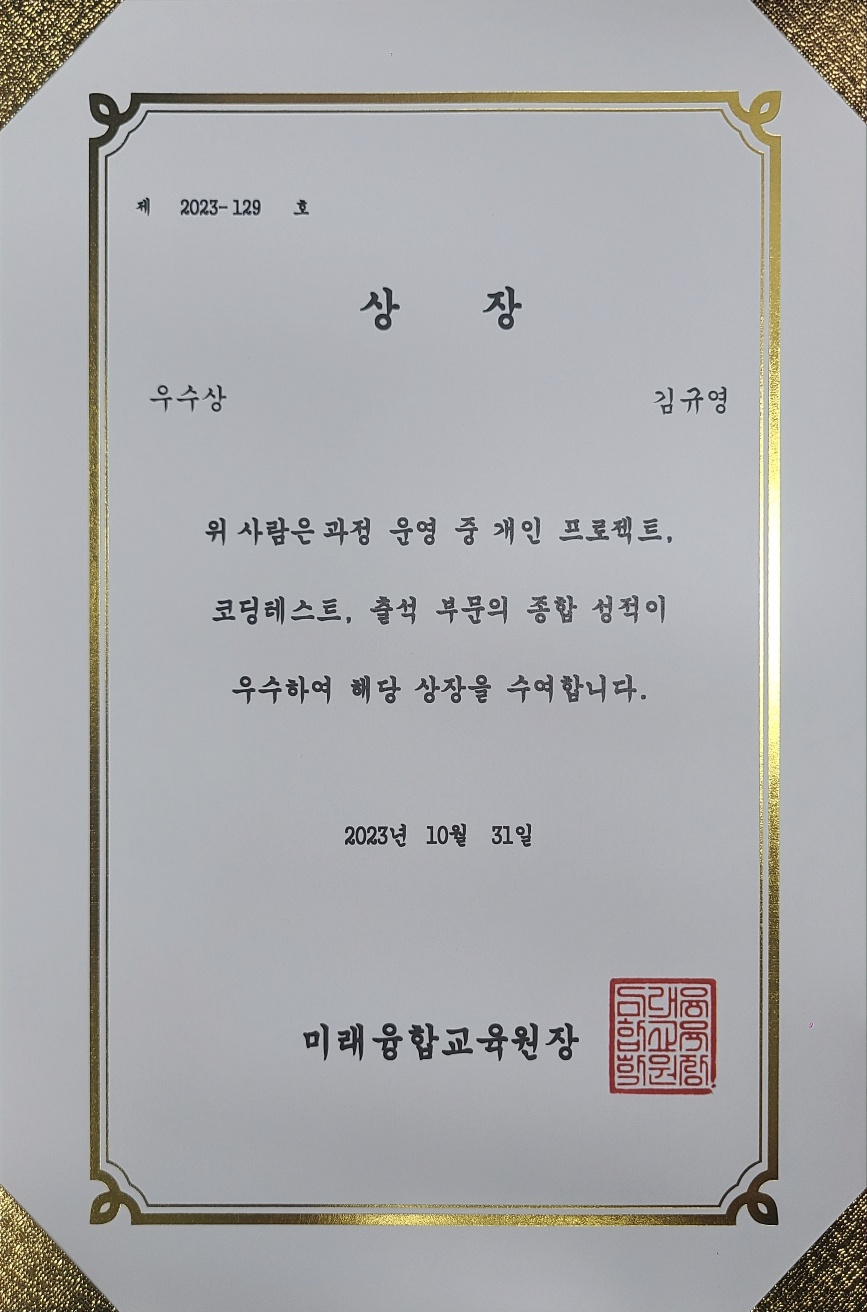 제 2023-129 호
상 장
우수상 김규영
위 사람은 과정 운영 중 개인 프로젝트,
코딩테스트, 출석 부문의 종합 성적이
우수하여 해당 상장을 수여합니다.
2023년 10월 31일
미래융합교육원장